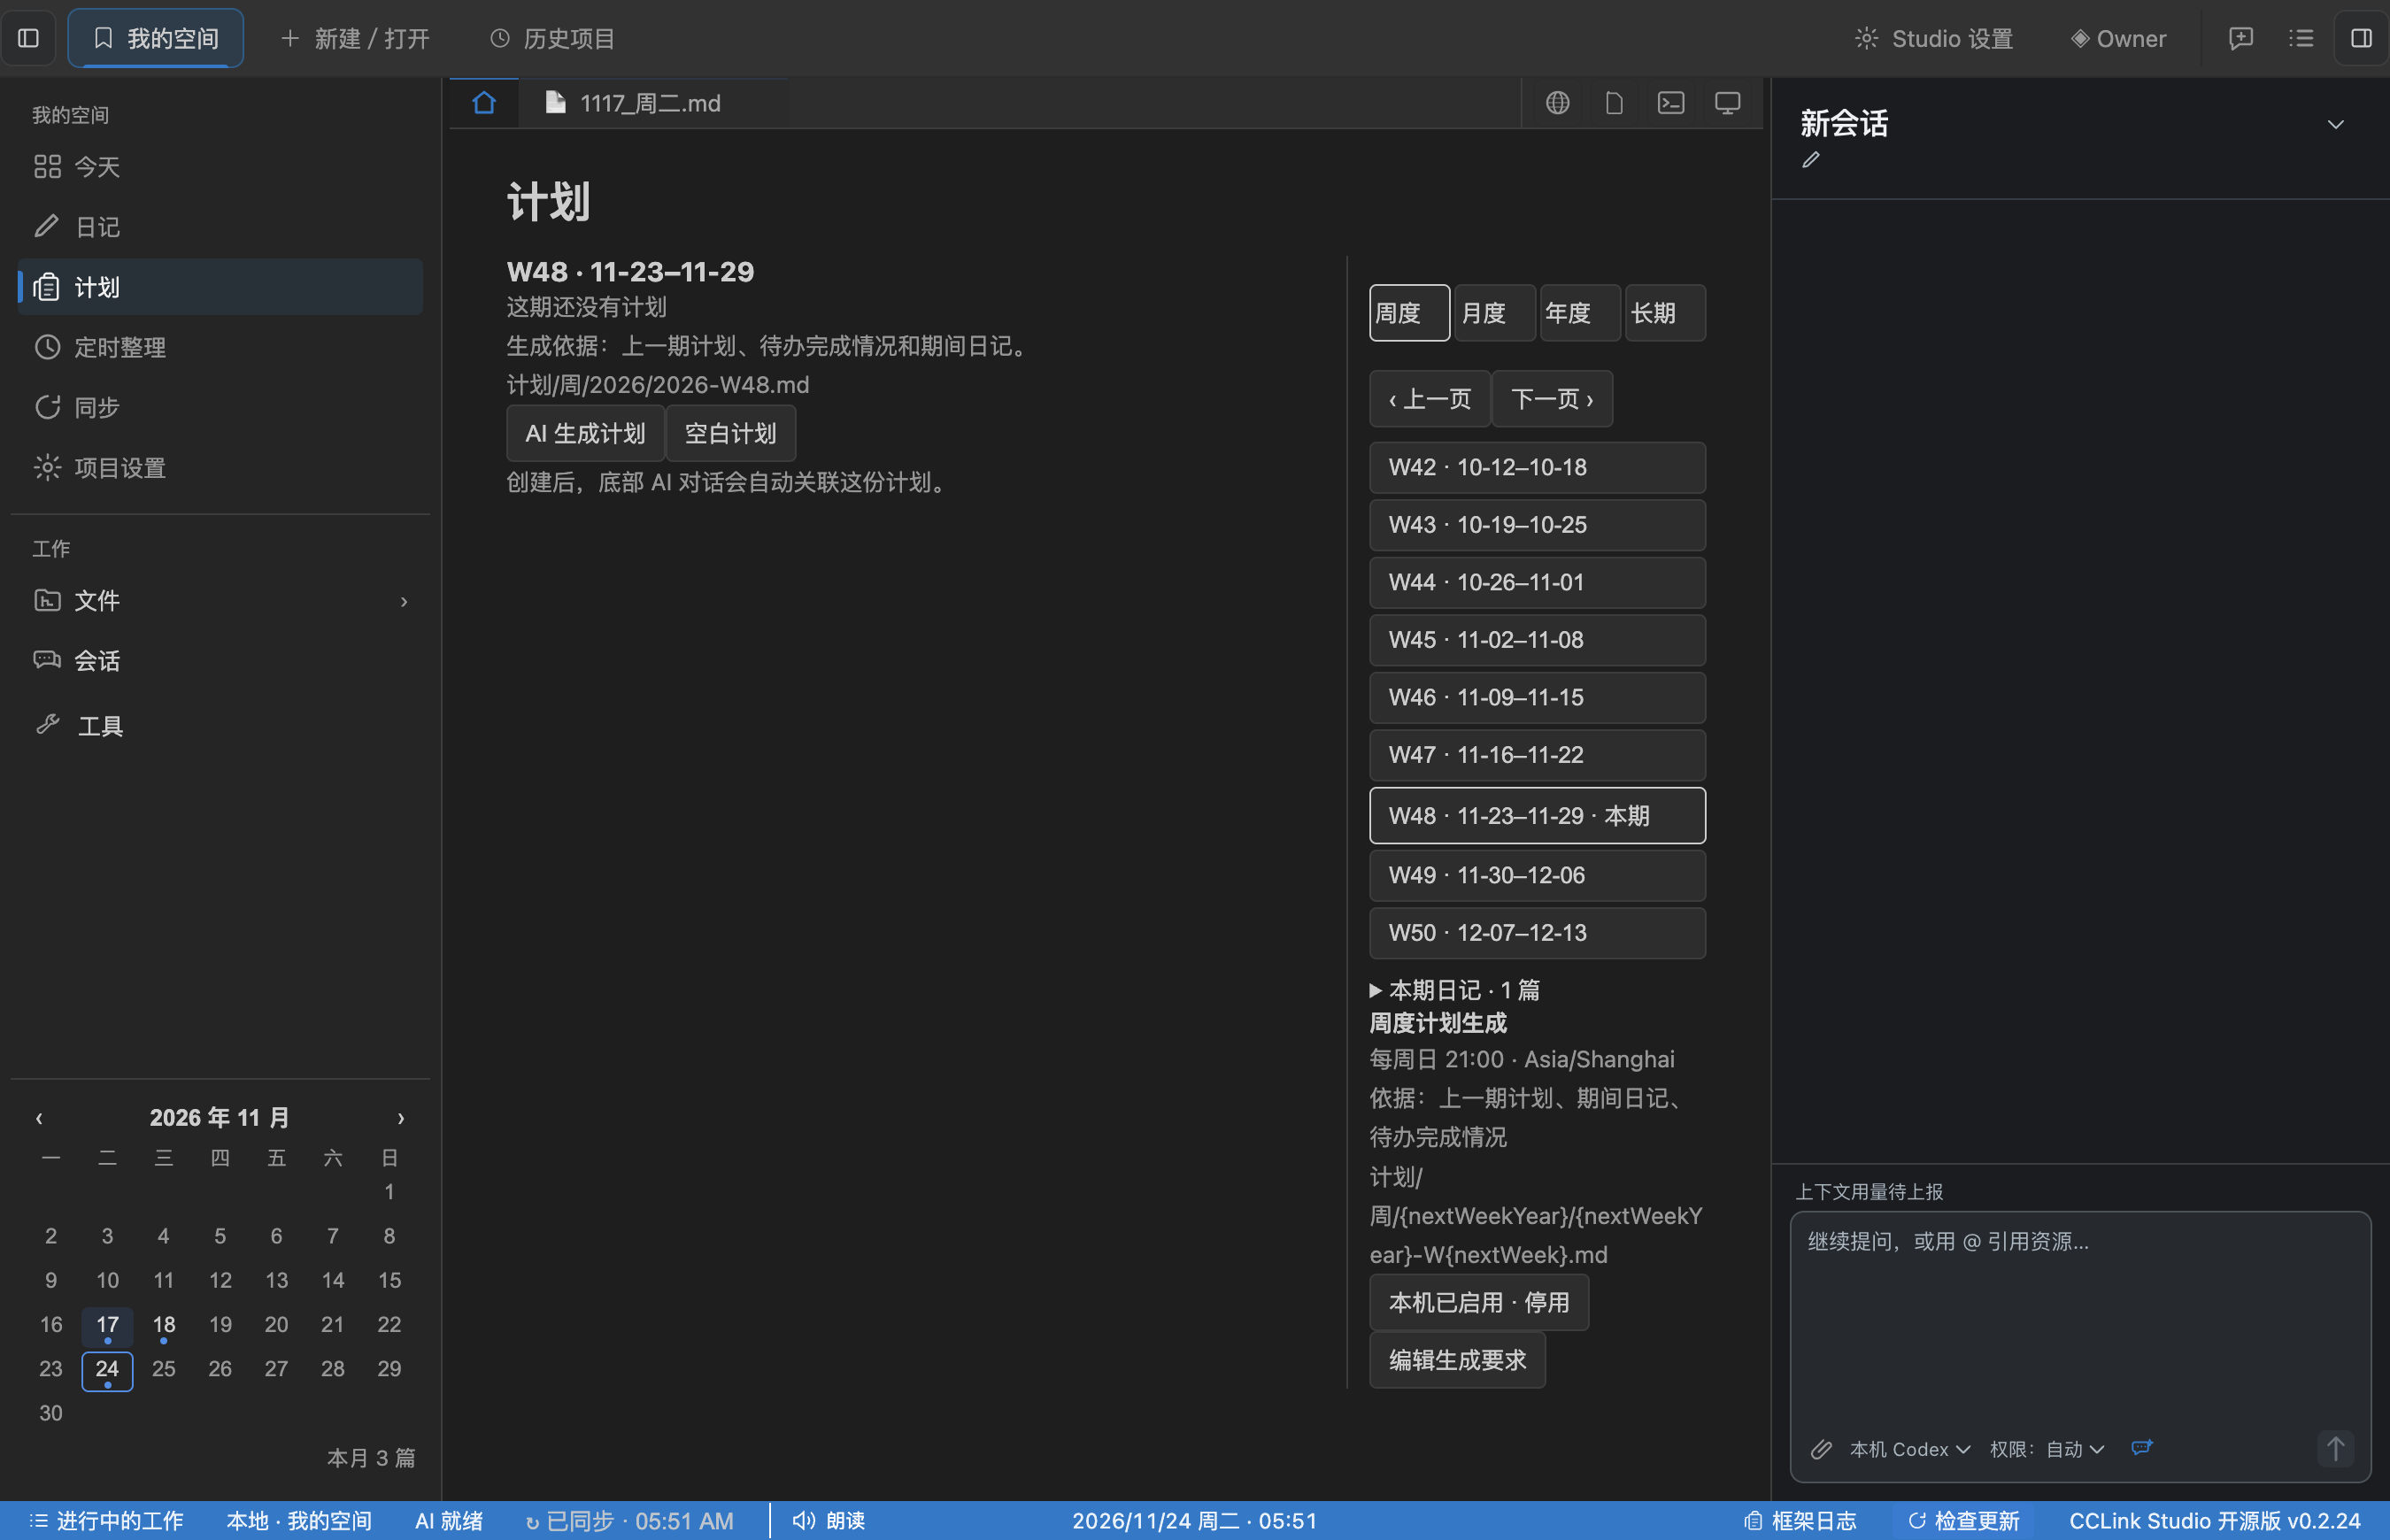 我的空间
新建 / 打开
历史项目
Studio 设置
Owner
我的空间
今天
日记
计划
定时整理
同步
项目设置
工作
文件
会话
工具
‹ 2026 年 11 月 ›
一 二 三 四 五 六 日
1
2 3 4 5 6 7 8
9 10 11 12 13 14 15
16 17 18 19 20 21 22
23 24 25 26 27 28 29
30
本月 3 篇
1117_周二.md
计划
W48 · 11-23–11-29
这期还没有计划
生成依据：上一期计划、待办完成情况和期间日记。
计划/周/2026/2026-W48.md
AI 生成计划
空白计划
创建后，底部 AI 对话会自动关联这份计划。
周度
月度
年度
长期
‹ 上一页
下一页 ›
W42 · 10-12–10-18
W43 · 10-19–10-25
W44 · 10-26–11-01
W45 · 11-02–11-08
W46 · 11-09–11-15
W47 · 11-16–11-22
W48 · 11-23–11-29 · 本期
W49 · 11-30–12-06
W50 · 12-07–12-13
▶ 本期日记 · 1 篇
周度计划生成
每周日 21:00 · Asia/Shanghai
依据：上一期计划、期间日记、
待办完成情况
计划/
周/{nextWeekYear}/{nextWeekY
ear}-W{nextWeek}.md
本机已启用 · 停用
编辑生成要求
新会话
上下文用量待上报
继续提问，或用 @ 引用资源...
本机 Codex
权限：自动
进行中的工作
本地 · 我的空间
AI 就绪
↻ 已同步 · 05:51 AM
朗读
2026/11/24 周二 · 05:51
框架日志
检查更新
CCLink Studio 开源版 v0.2.24